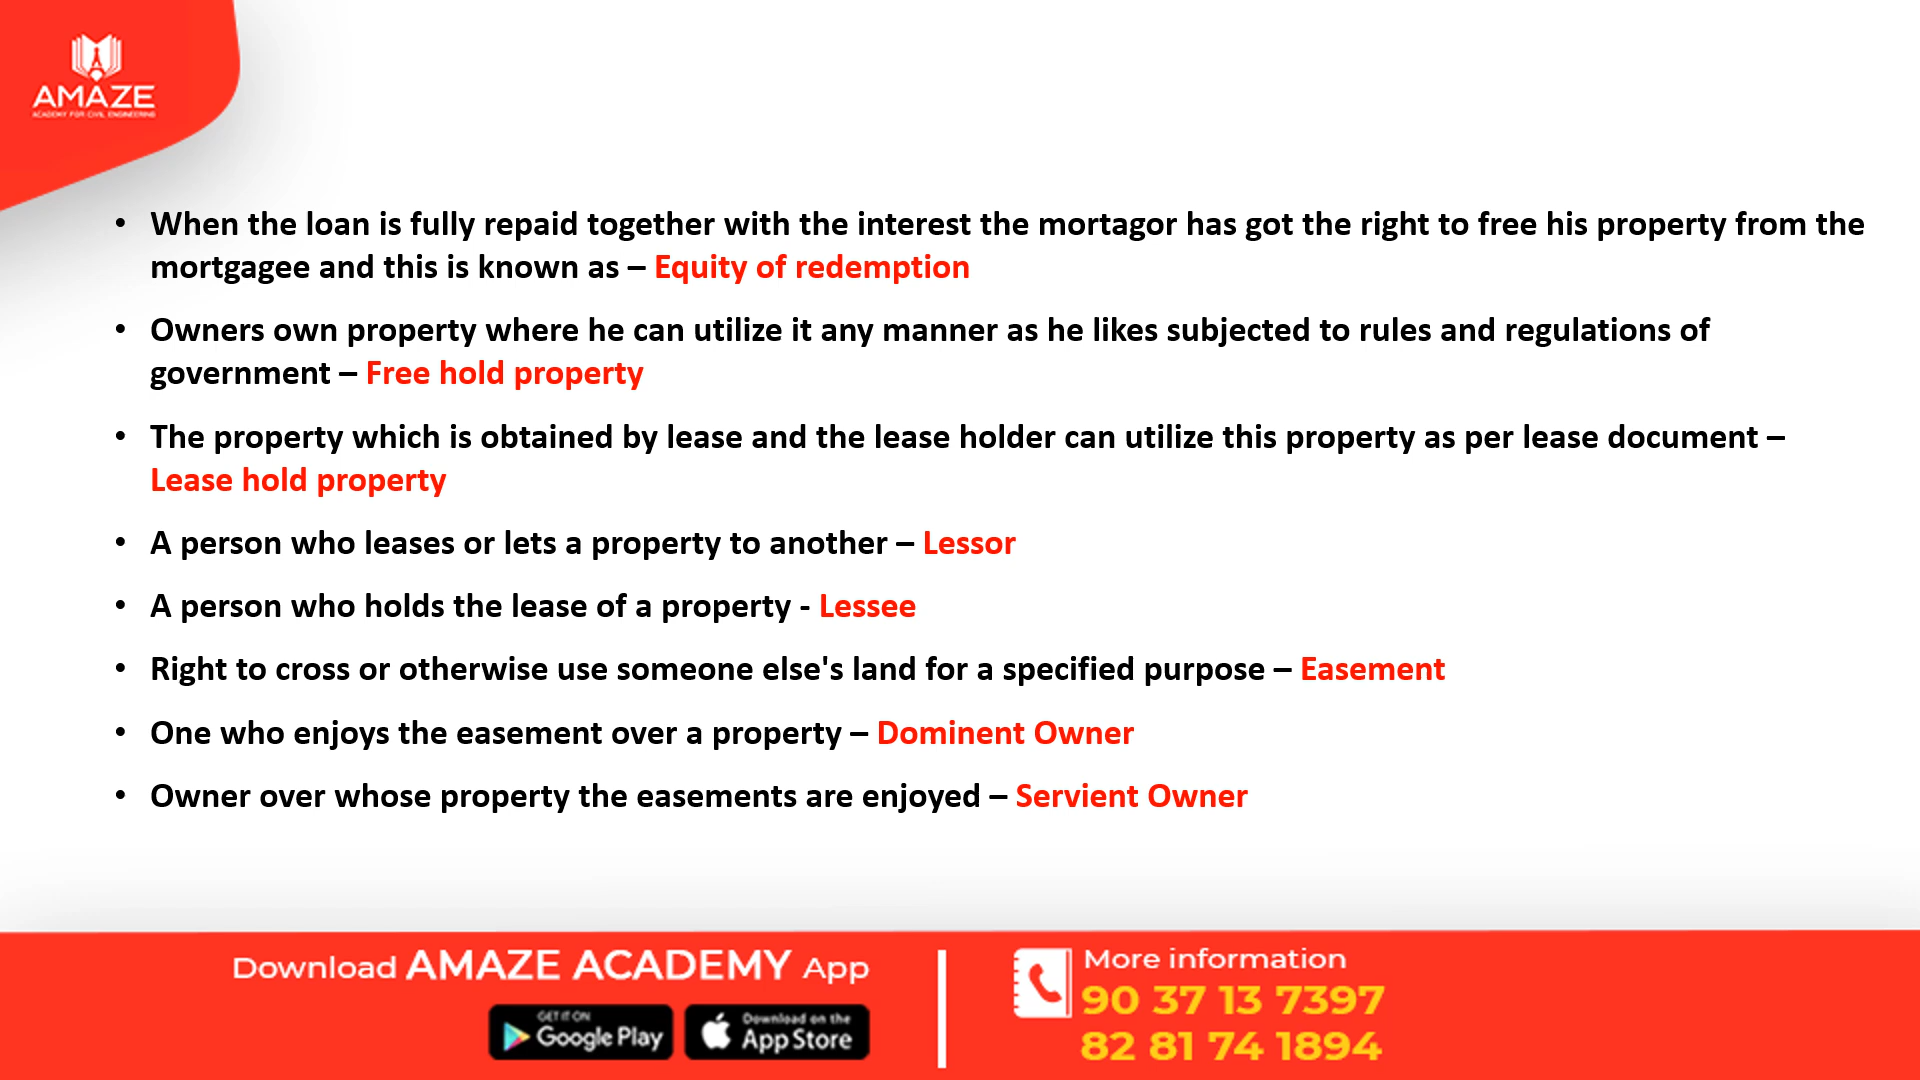 AMAZE
ACADEMY FOR CIVIL ENGINEERING
• When the loan is fully repaid together with the interest the mortagor has got the right to free his property from the
mortgagee and this is known as – Equity of redemption
• Owners own property where he can utilize it any manner as he likes subjected to rules and regulations of
government – Free hold property
• The property which is obtained by lease and the lease holder can utilize this property as per lease document –
Lease hold property
• A person who leases or lets a property to another – Lessor
• A person who holds the lease of a property - Lessee
• Right to cross or otherwise use someone else's land for a specified purpose – Easement
• One who enjoys the easement over a property – Dominent Owner
• Owner over whose property the easements are enjoyed – Servient Owner
Download AMAZE ACADEMY App
GET IT ON
Google Play
Download on the
App Store
More information
90 37 13 7397
82 81 74 1894